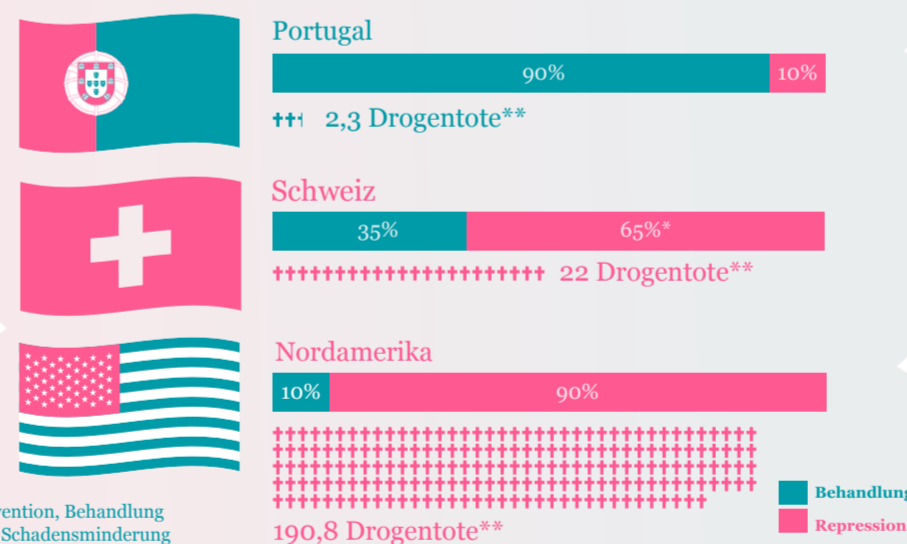 Portugal
90% 10%
2,3 Drogentote**
Schweiz
35% 65%*
22 Drogentote**
Nordamerika
10% 90%
190,8 Drogentote**
Behandlung
Repression
vention, Behandlung
Schadensminderung